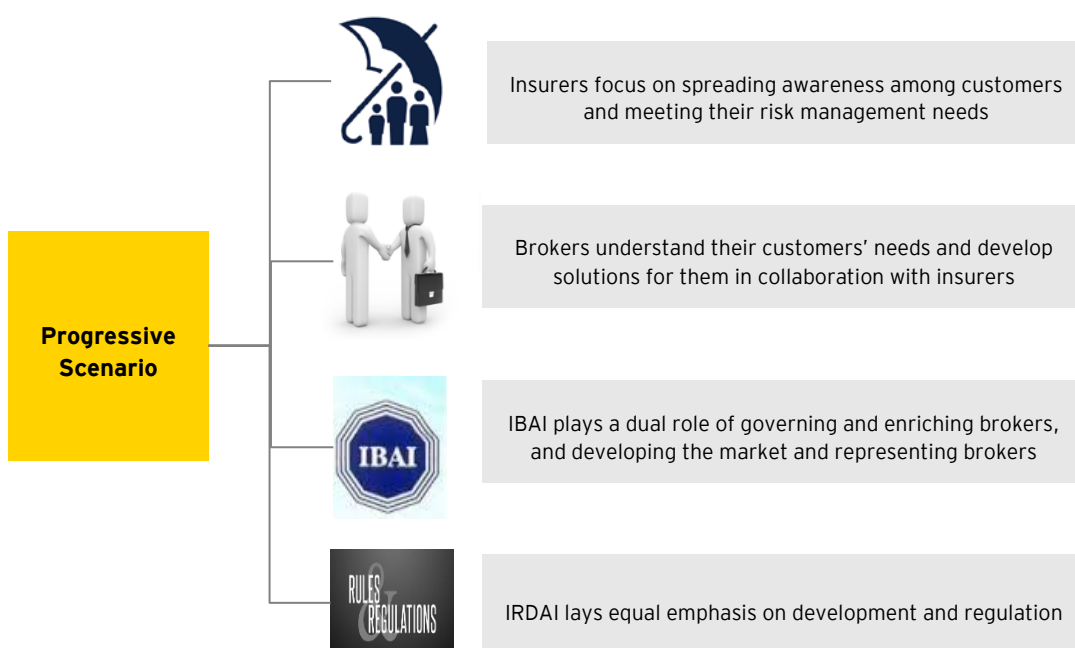 Insurers focus on spreading awareness among customers
and meeting their risk management needs
Brokers understand their customers’ needs and develop
solutions for them in collaboration with insurers
Progressive
Scenario
IBAI
IBAI plays a dual role of governing and enriching brokers,
and developing the market and representing brokers
RULES
&
REGULATIONS
IRDAI lays equal emphasis on development and regulation